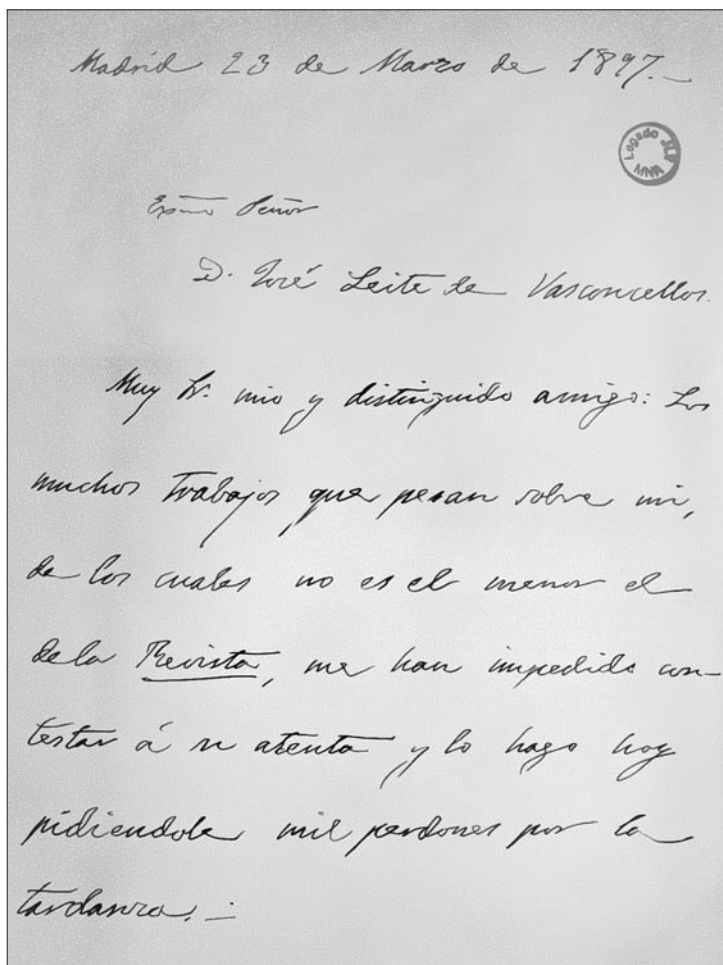 Madrid 23 de Marzo de 1897._
Legado JLV
MNA
Exmo Señor
D. José Leite de Vasconcellos.
Muy Sr. mio y distinguido amigo: Los
muchos trabajos que pesan sobre mi,
de los cuales no es el menor el
de la Revista, me han impedido con-
testar á su atenta y lo hago hoy
pidiendole mil perdones por la
tardanza._